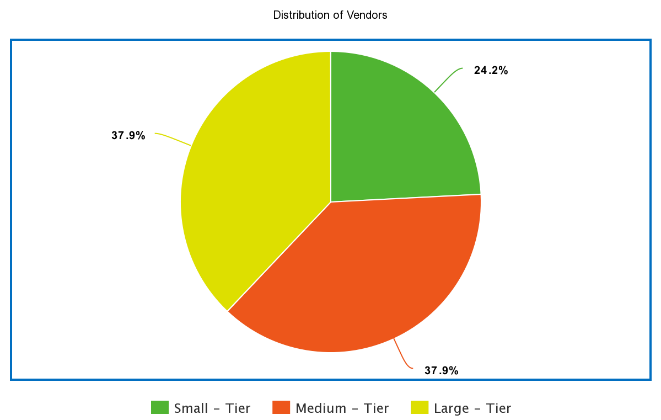 Distribution of Vendors
24.2%
37.9%
37.9%
Small - Tier
Medium - Tier
Large - Tier